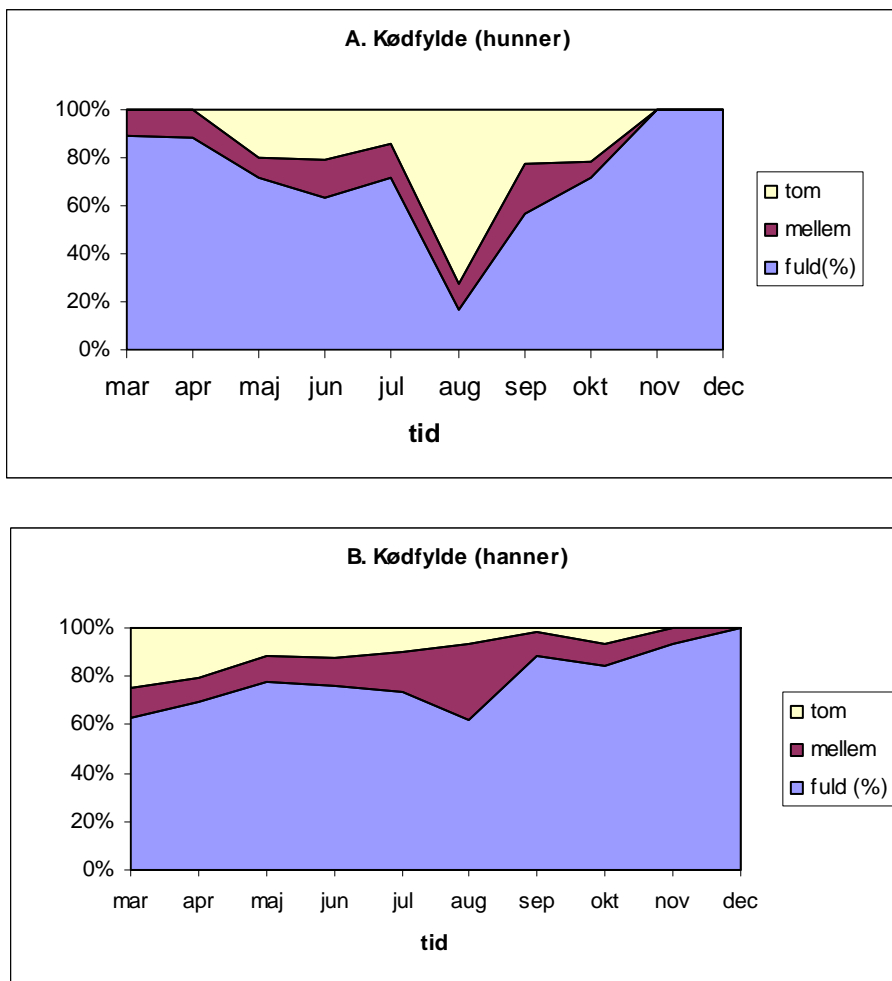 A. Kødfylde (hunner)
100%
80%
60%
40%
20%
0%
mar apr maj jun jul aug sep okt nov dec
tid
tom
mellem
fuld(%)
B. Kødfylde (hanner)
100%
80%
60%
40%
20%
0%
mar apr maj jun jul aug sep okt nov dec
tid
tom
mellem
fuld (%)